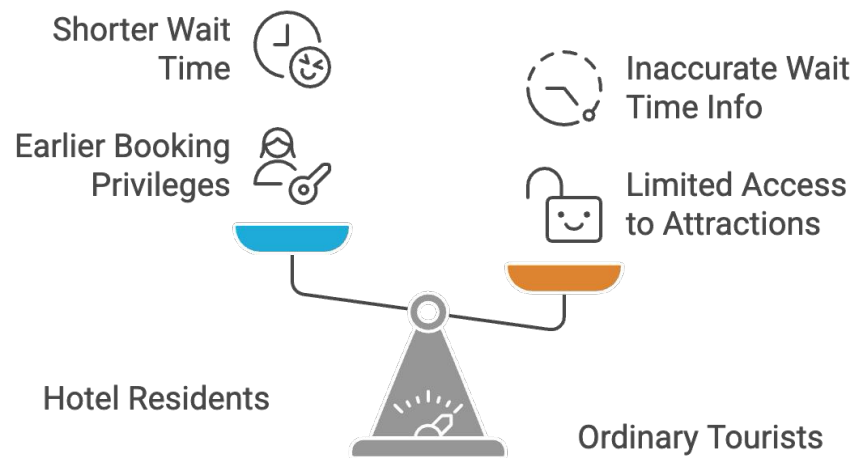 Shorter Wait
Time
Earlier Booking
Privileges
Inaccurate Wait
Time Info
Limited Access
to Attractions
Hotel Residents
Ordinary Tourists